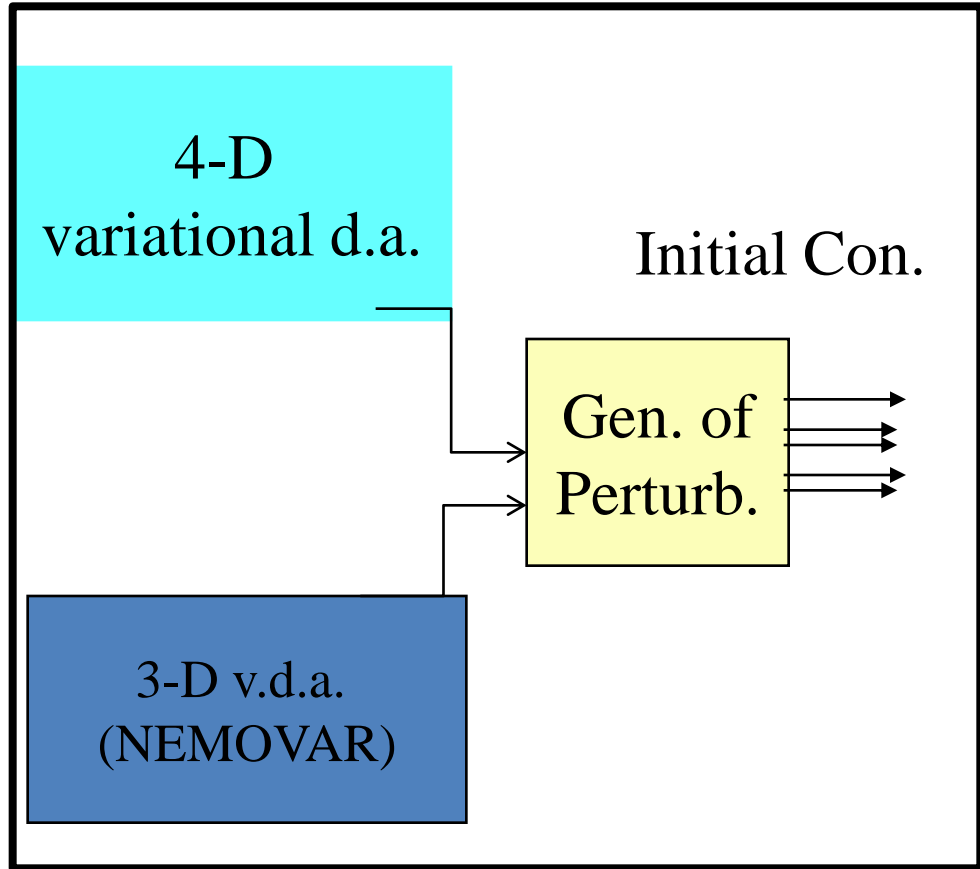 4-D
variational d.a.
Initial Con.
Gen. of
Perturb.
3-D v.d.a.
(NEMOVAR)